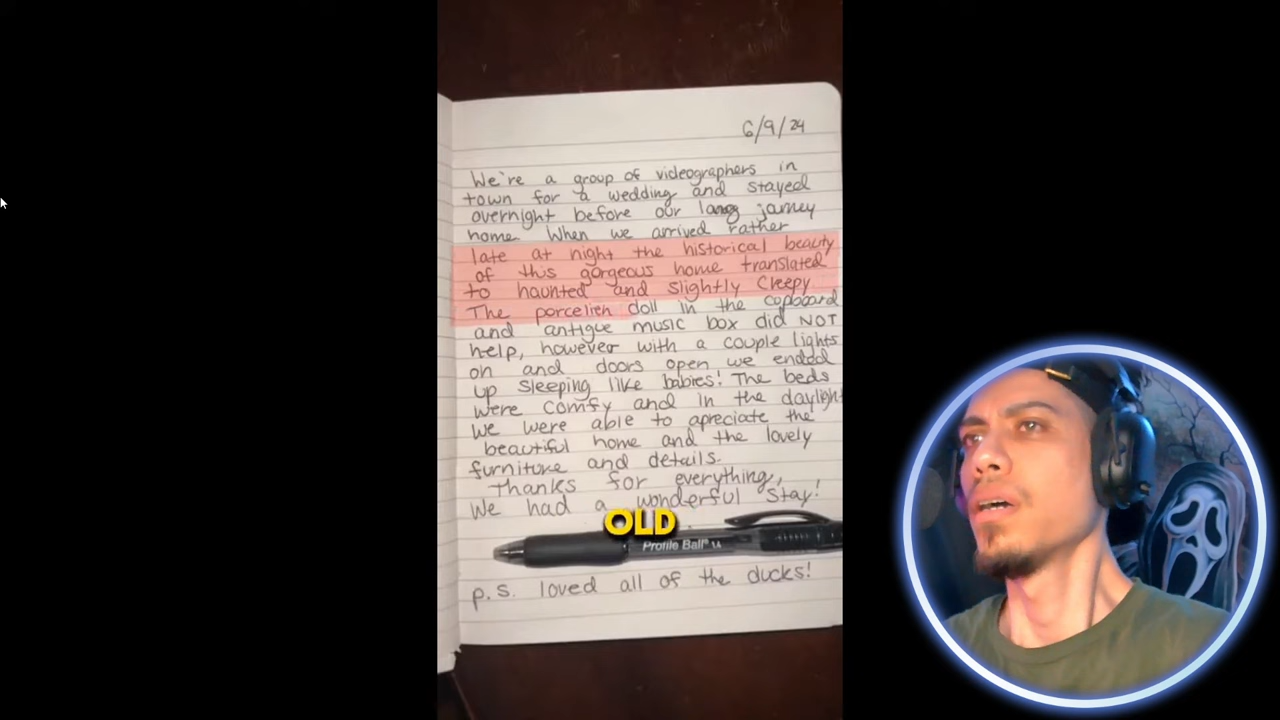 6/9/24
We're a group of videographers in
town for a wedding and stayed
overnight before our long jorney
home. When we arrived rather
late at night the historical beauty
of this gorgeous home translated
to haunted and slightly creepy
The porcelien doll in the cupboard
and antique music box did NOT
help, however with a couple lights
on and doors open we ended
up sleeping like babies! The beds
were comfy and in the daylight
we were able to apreciate the
beautiful home and the lovely
furniture and details.
Thanks for everything,
We had a wonderful stay!
OLD
Profile Ball 1.4
p.s. loved all of the ducks!